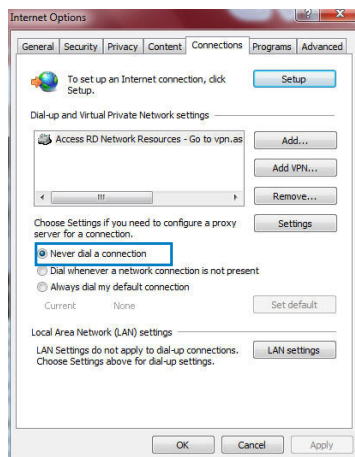 Internet Options
General Security Privacy Content Connections Programs Advanced
To set up an Internet connection, click
Setup.
Setup
Dial-up and Virtual Private Network settings
Access RD Network Resources - Go to vpn.as
Add...
Add VPN...
Remove...
Choose Settings if you need to configure a proxy
server for a connection.
Settings
Never dial a connection
Dial whenever a network connection is not present
Always dial my default connection
Current None
Set default
Local Area Network (LAN) settings
LAN Settings do not apply to dial-up connections.
Choose Settings above for dial-up settings.
LAN settings
OK Cancel Apply